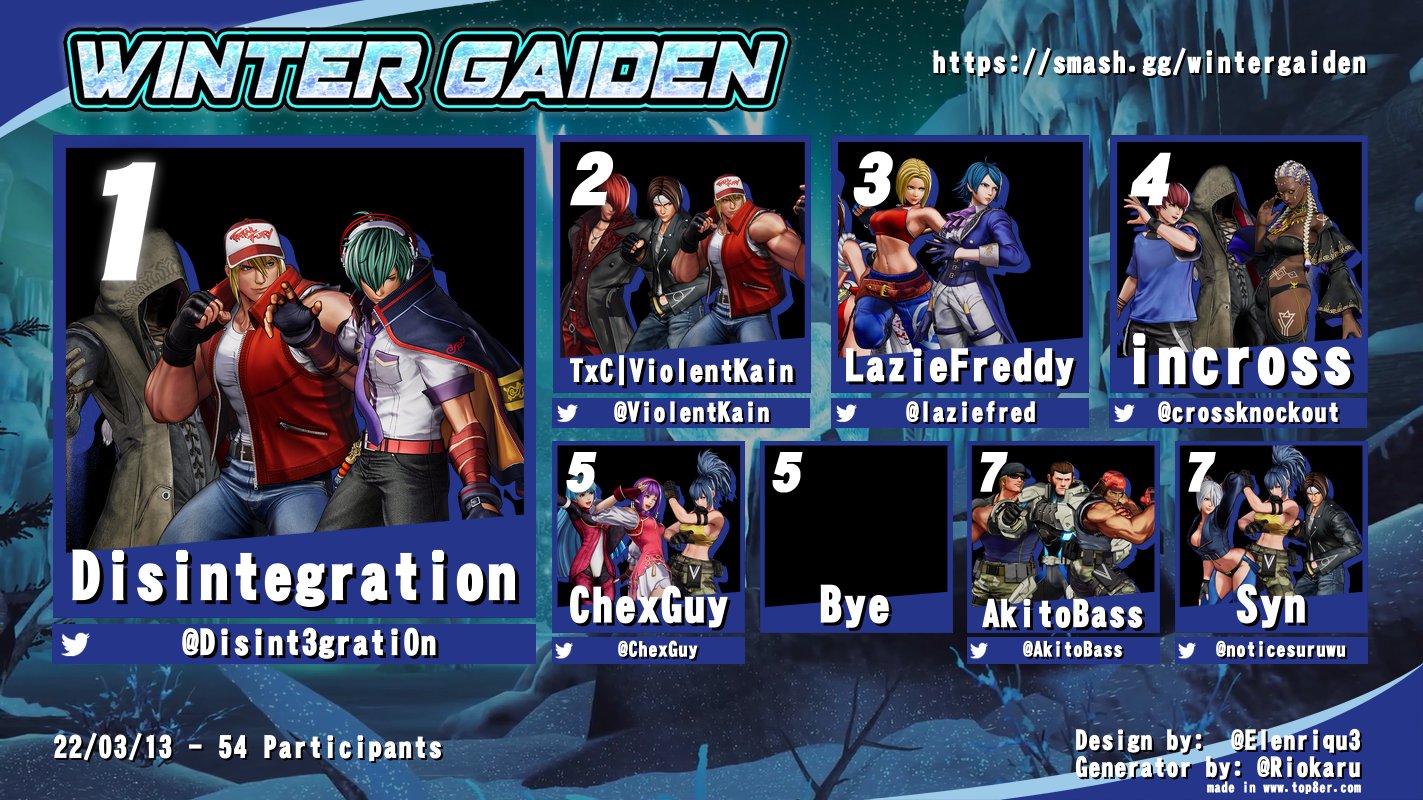 WINTER GAIDEN
https://smash.gg/wintergaiden
1
Disintegration
@Disint3grati0n
2
TxC|ViolentKain
@ViolentKain
3
LazieFreddy
@laziefred
4
incross
@crossknockout
5
ChexGuy
@ChexGuy
5
Bye
7
AkitoBass
@AkitoBass
7
Syn
@noticesuruwu
22/03/13 - 54 Participants
Design by: @Elenriqu3
Generator by: @Riokaru
made in www.top8er.com